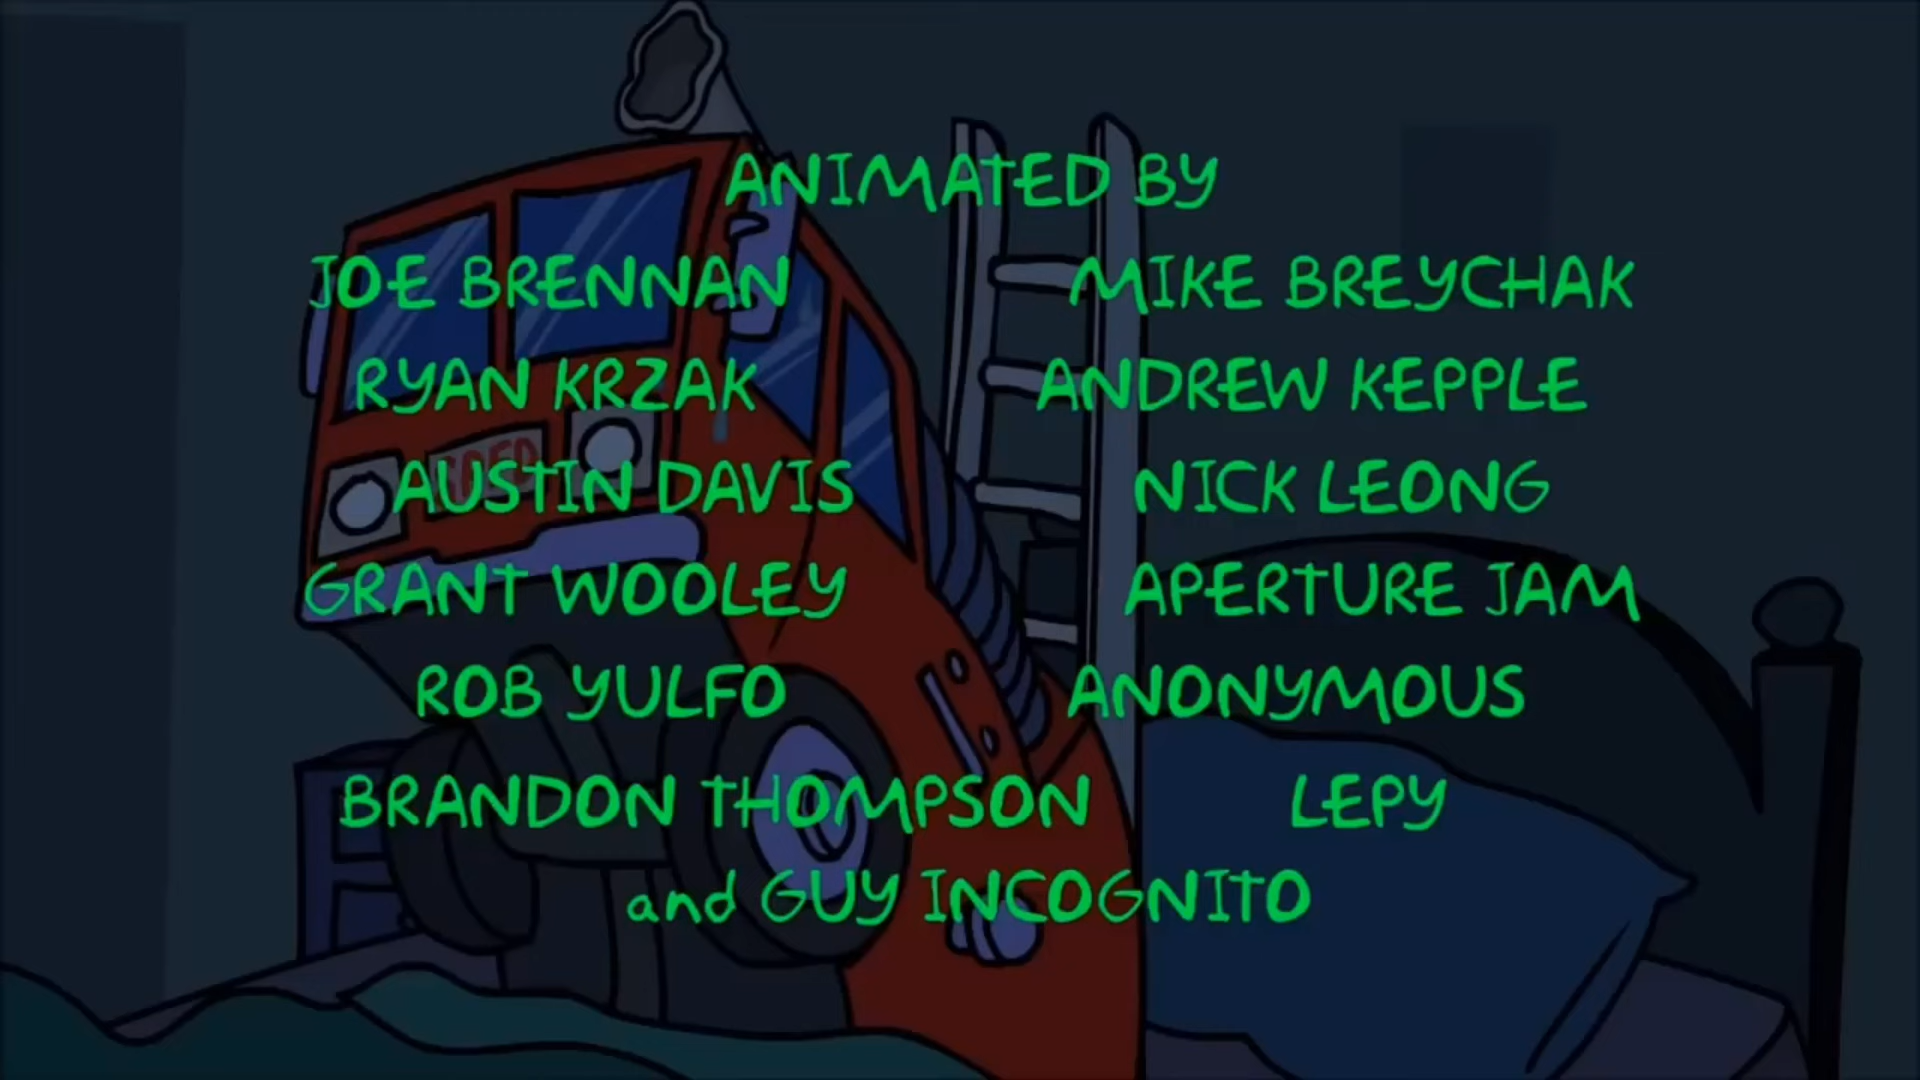 ANIMATED BY
JOE BRENNAN MIKE BREYCHAK
RYAN KRZAK ANDREW KEPPLE
AUSTIN DAVIS NICK LEONG
GRANT WOOLEY APERTURE JAM
ROB YULFO ANONYMOUS
BRANDON THOMPSON LEPY
and GUY INCOGNITO